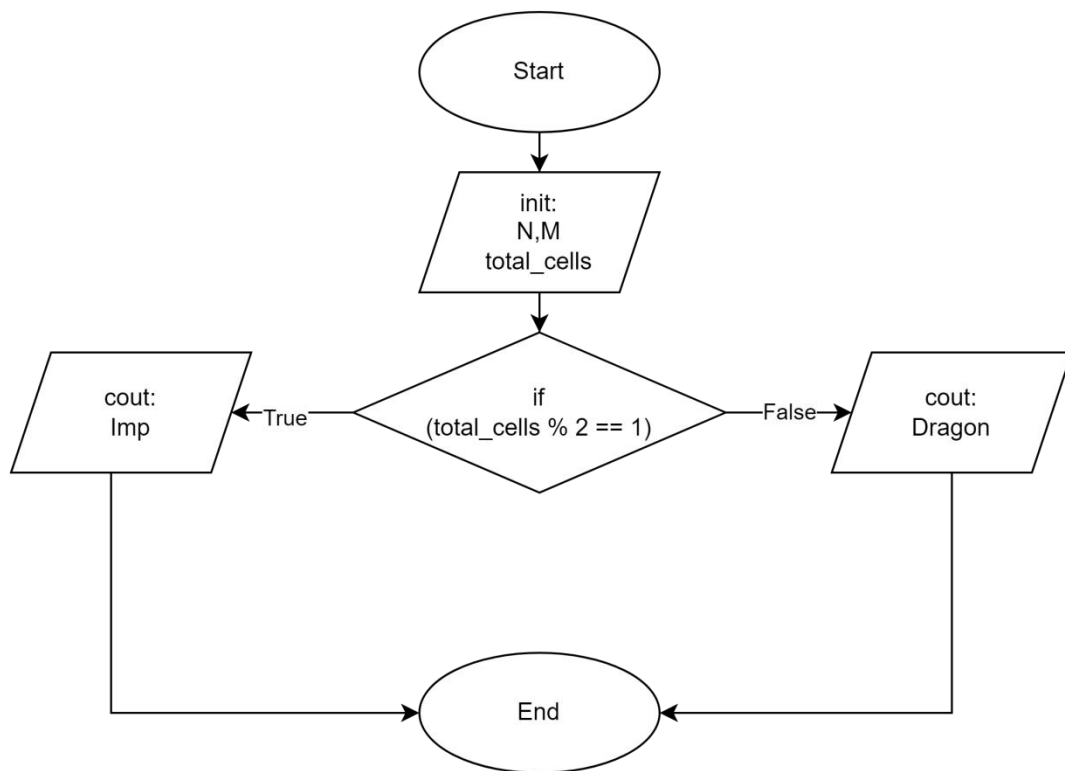 Start
init:
N,M
total_cells
if
(total_cells % 2 == 1)
True
False
cout:
Imp
cout:
Dragon
End